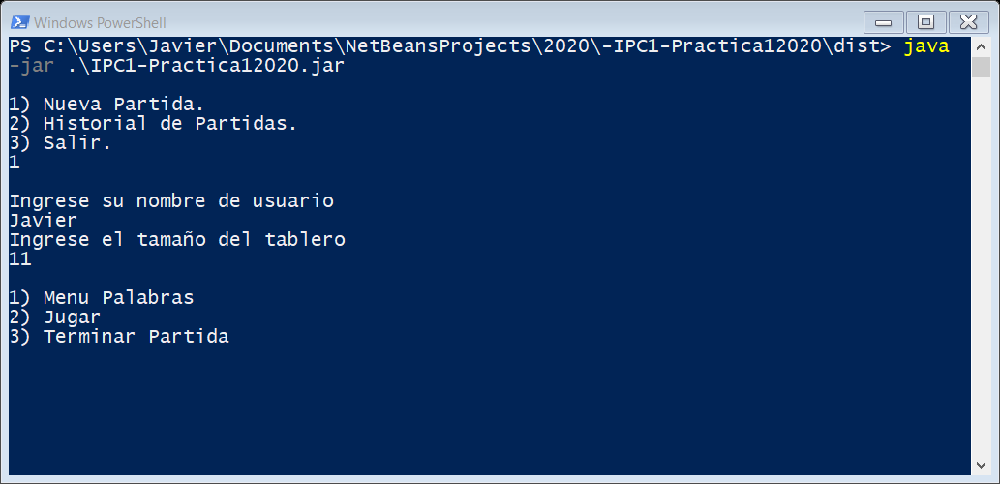 Windows PowerShell
PS C:\Users\Javier\Documents\NetBeansProjects\2020\-IPC1-Practica12020\dist> java
-jar .\IPC1-Practica12020.jar
1) Nueva Partida.
2) Historial de Partidas.
3) Salir.
1
Ingrese su nombre de usuario
Javier
Ingrese el tamaño del tablero
11
1) Menu Palabras
2) Jugar
3) Terminar Partida